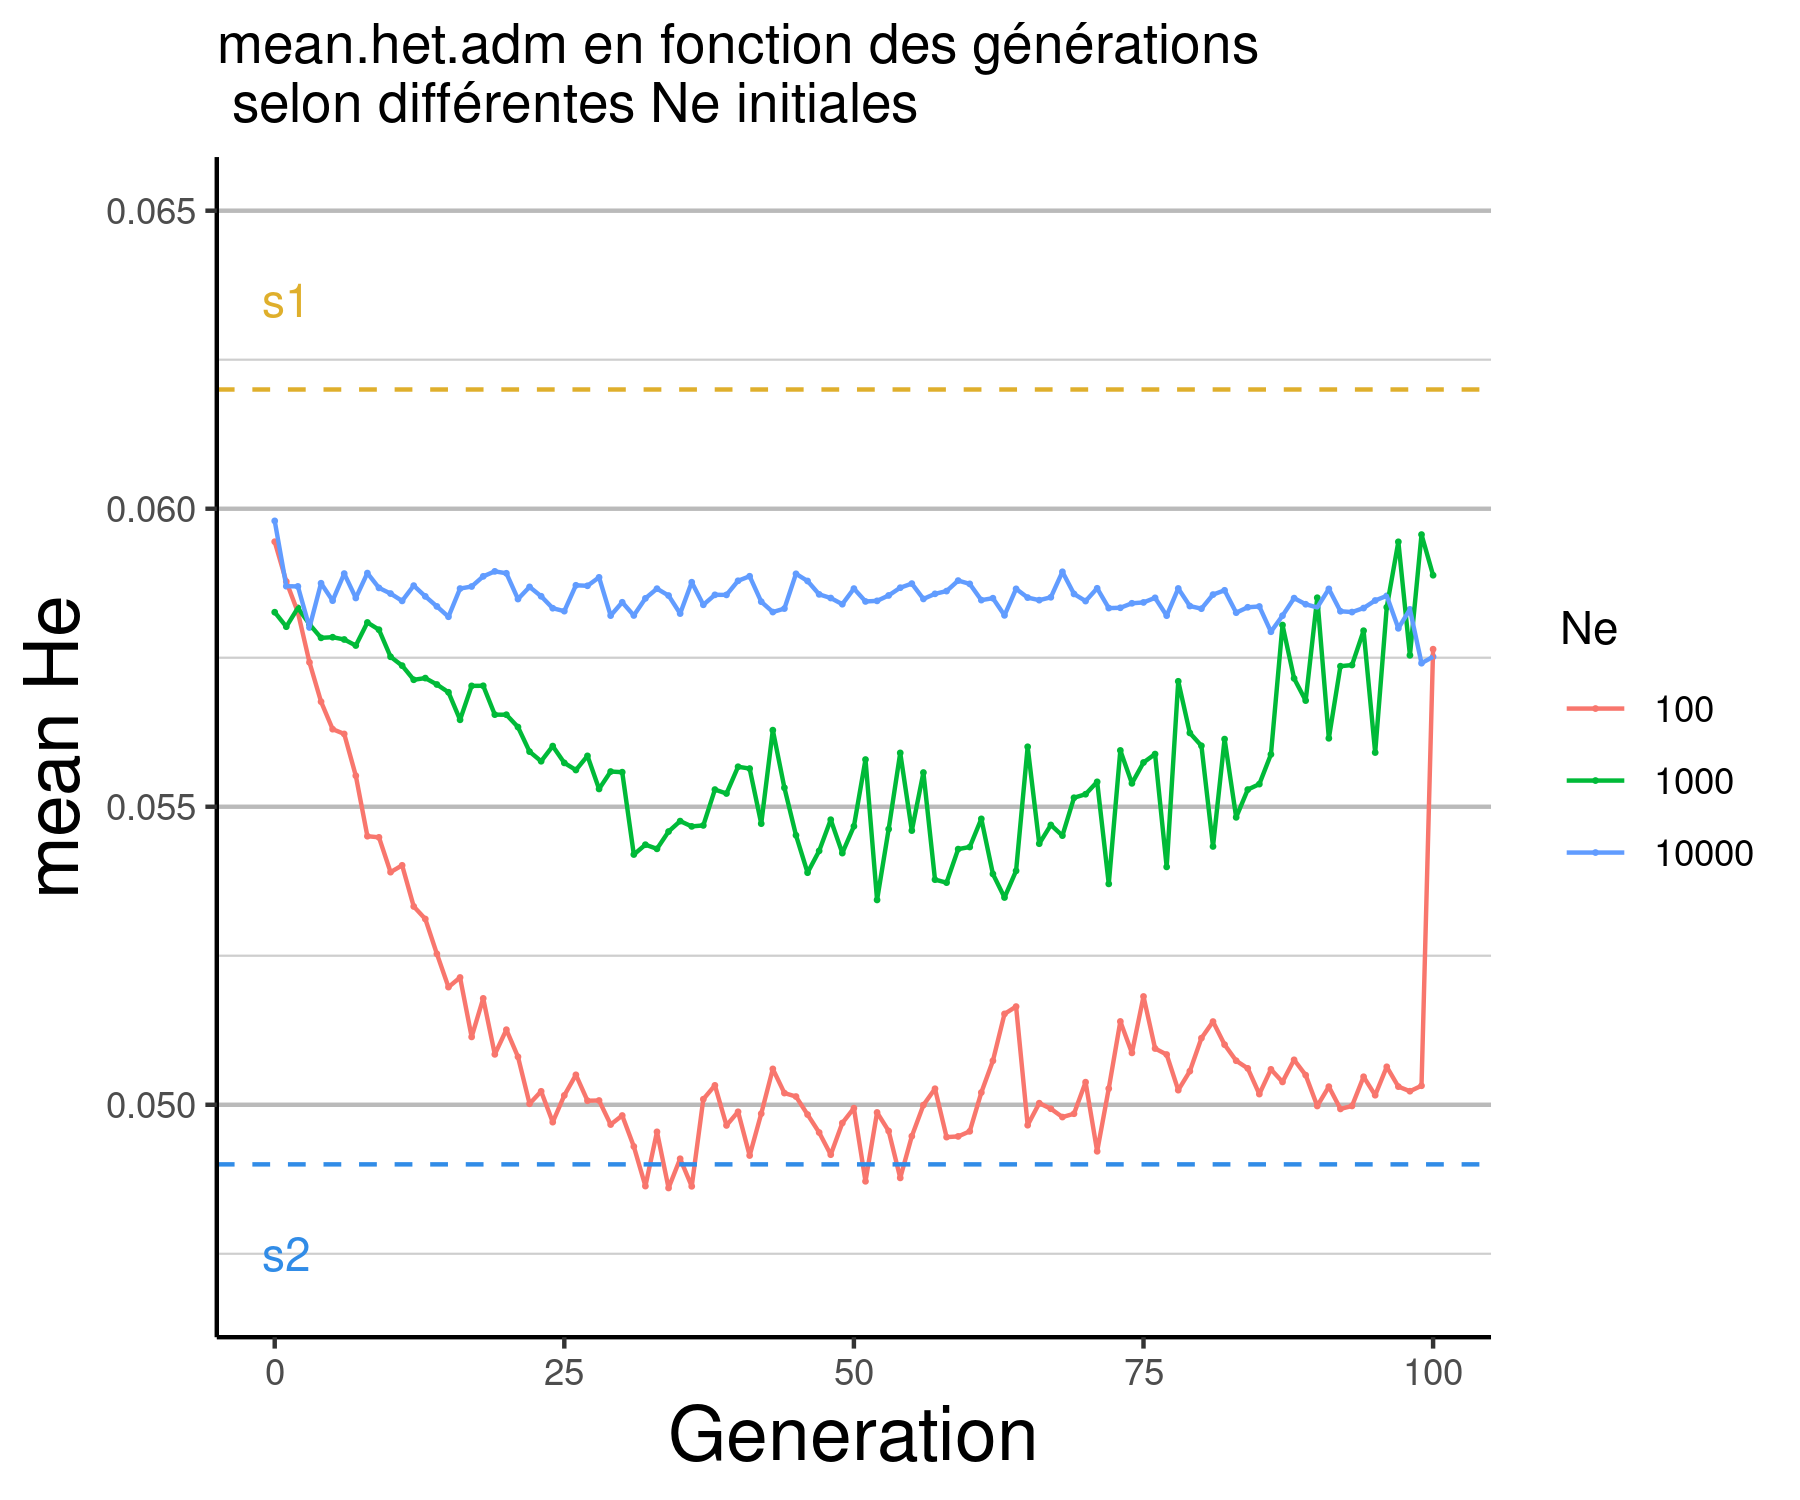 mean.het.adm en fonction des générations
selon différentes Ne initiales
0.065
s1
0.060
mean He
0.055
0.050
s2
0 25 50 75 100
Generation
Ne
100
1000
10000